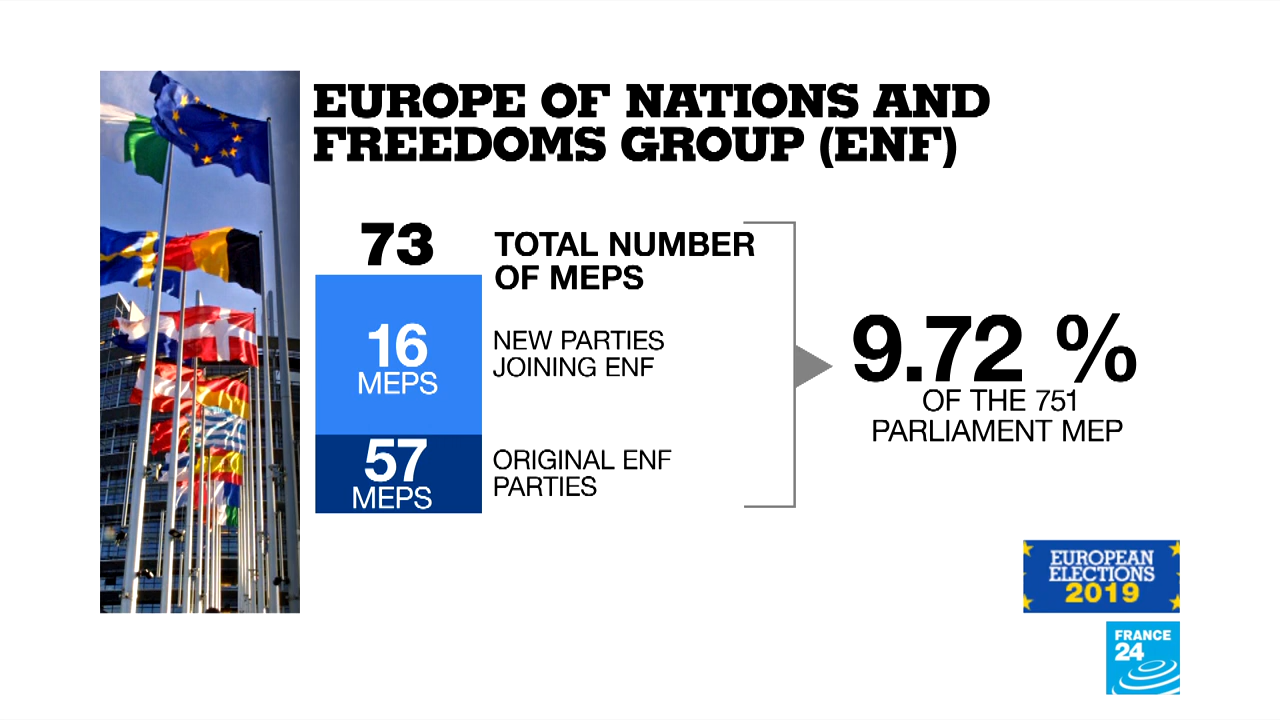 EUROPE OF NATIONS AND
FREEDOMS GROUP (ENF)
73
TOTAL NUMBER
OF MEPS
16
MEPS
NEW PARTIES
JOINING ENF
57
MEPS
ORIGINAL ENF
PARTIES
9.72 %
OF THE 751
PARLIAMENT MEP
EUROPEAN
ELECTIONS
2019
FRANCE
24